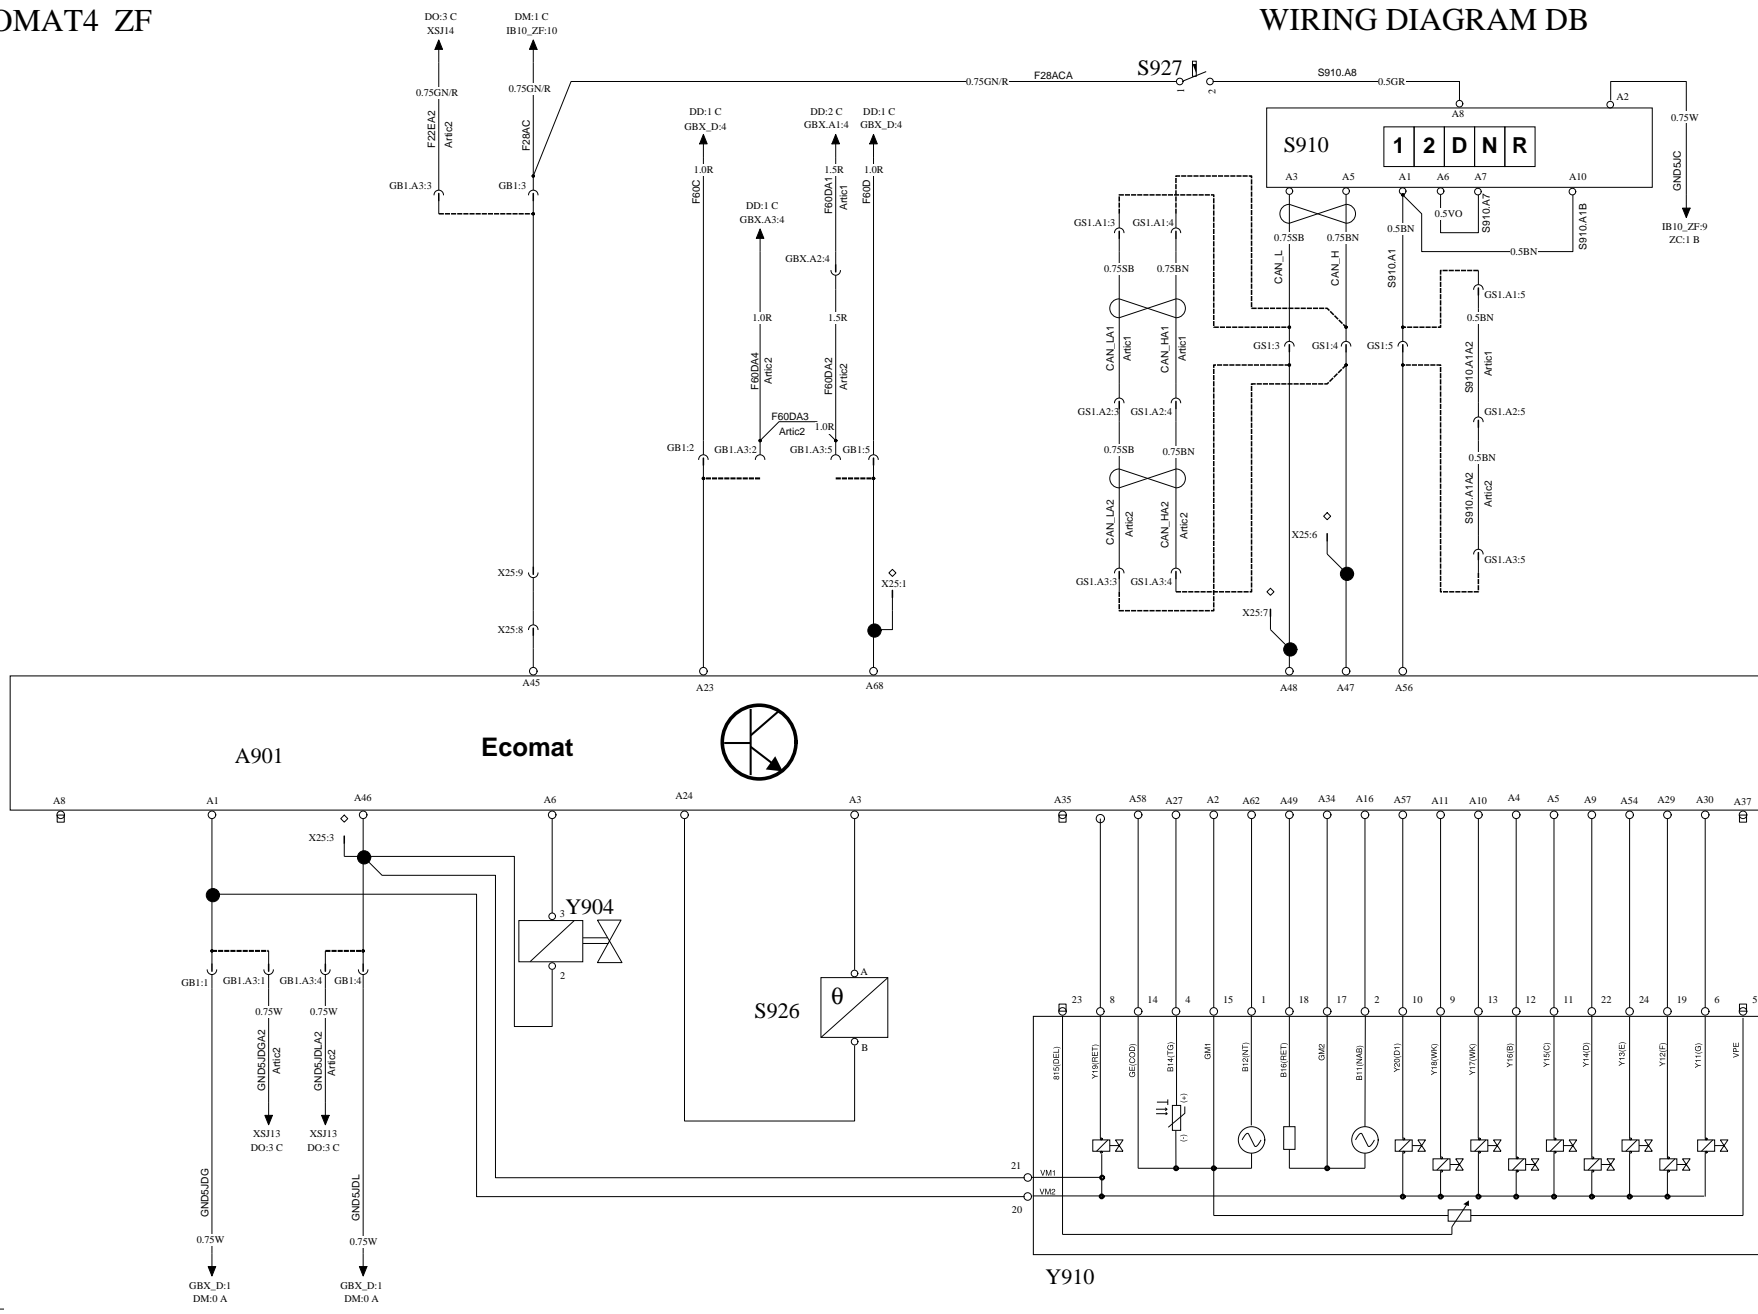 OMAT4 ZF
WIRING DIAGRAM DB
DO:3 C
XSJ14
DM:1 C
IB10_ZF:10
0.75GN/R
F22EA2
Artic2
0.75GN/R
F28AC
GB1.A3:3
GB1:3
0.75GN/R
F28ACA
S927
1
2
S910.A8
0.5GR
A8
A2
0.75W
GND5JC
IB10_ZF:9
ZC:1 B
S910
1
2
D
N
R
A3
A5
A1
A6
A7
A10
0.5VO
S910.A7
0.5BN
0.5BN
S910.A1B
DD:1 C
GBX_D:4
1.0R
F60C
DD:1 C
GBX.A3:4
1.0R
F60DA4
Artic2
DD:2 C
GBX.A1:4
1.5R
F60DA1
Artic1
GBX.A2:4
1.5R
F60DA2
Artic2
DD:1 C
GBX_D:4
1.0R
F60D
F60DA3
Artic2
1.0R
GB1:2
GB1.A3:2
GB1.A3:5
GB1:5
GS1.A1:3
GS1.A1:4
0.75SB
0.75BN
CAN_LA1
Artic1
CAN_HA1
Artic1
GS1.A2:3
GS1.A2:4
0.75SB
0.75BN
CAN_LA2
Artic2
CAN_HA2
Artic2
GS1.A3:3
GS1.A3:4
0.75SB
0.75BN
CAN_L
CAN_H
S910.A1
GS1:3
GS1:4
GS1:5
GS1.A1:5
0.5BN
S910.A1A2
Artic1
GS1.A2:5
0.5BN
S910.A1A2
Artic2
GS1.A3:5
X25:9
X25:8
X25:1
X25:6
X25:7
A45
A23
A68
A48
A47
A56
A901
Ecomat
A8
A1
A46
A6
A24
A3
A35
A58
A27
A2
A62
A49
A34
A16
A57
A11
A10
A4
A5
A9
A54
A29
A30
A37
X25:3
3
Y904
2
A
θ
S926
B
GB1:1
GB1.A3:1
GB1.A3:4
GB1:4
0.75W
GND5JDGA2
Artic2
XSJ13
DO:3 C
0.75W
GND5JDLA2
Artic2
XSJ13
DO:3 C
GND5JDG
0.75W
GBX_D:1
DM:0 A
GND5JDL
0.75W
GBX_D:1
DM:0 A
23
8
14
4
15
1
18
17
2
10
9
13
12
11
22
24
19
6
5
815(DEL)
Y19(RET)
GE(COD)
B14(TG)
GM1
B12(NT)
B16(RET)
GM2
B11(NAB)
Y20(D1)
Y18(WK)
Y17(WK)
Y16(B)
Y15(C)
Y14(D)
Y13(E)
Y12(F)
Y11(G)
VPE
(+)
(-)
21
VM1
VM2
20
Y910